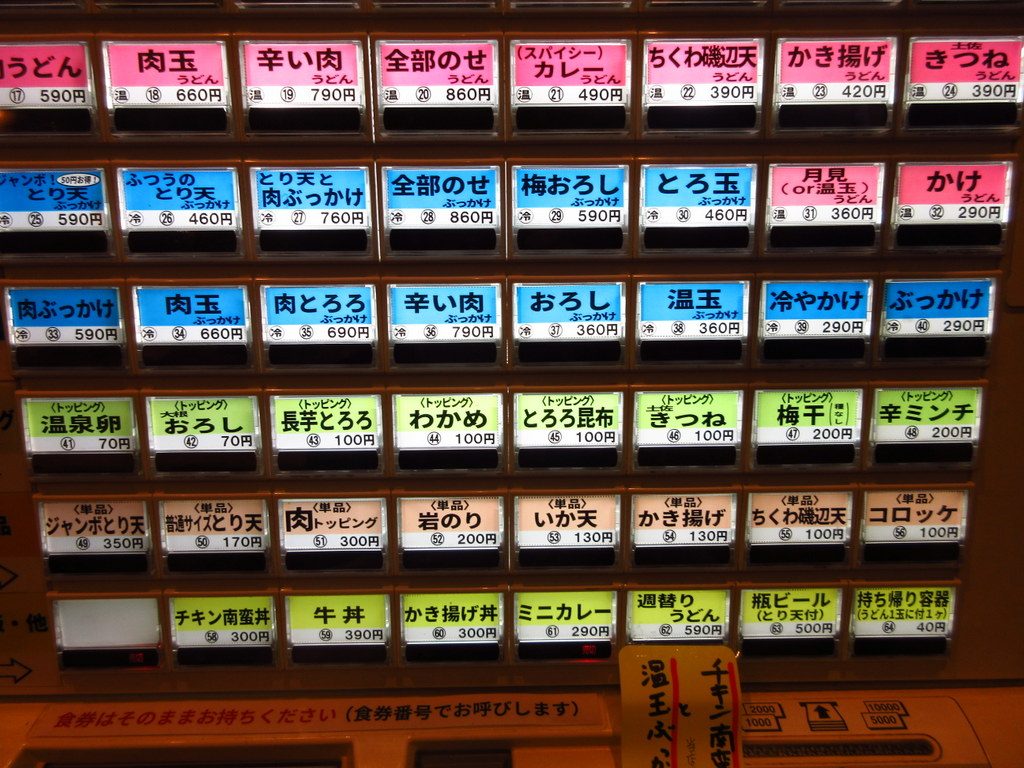 うどん
⑰ 590円
肉玉
うどん
温 ⑱ 660円
辛い肉
うどん
温 ⑲ 790円
全部のせ
うどん
温 ⑳ 860円
(スパイシー)
カレー
うどん
温 ㉑ 490円
ちくわ磯辺天
うどん
温 ㉒ 390円
かき揚げ
うどん
温 ㉓ 420円
土佐
きつね
うどん
温 ㉔ 390円
ジャンボ! 50円お得!
とり天
ぶっかけ
冷 ㉕ 590円
ふつうの
とり天
ぶっかけ
冷 ㉖ 460円
とり天と
肉ぶっかけ
冷 ㉗ 760円
全部のせ
ぶっかけ
冷 ㉘ 860円
梅おろし
ぶっかけ
冷 ㉙ 590円
とろ玉
ぶっかけ
冷 ㉚ 460円
月見
(or温玉)
うどん
温 ㉛ 360円
かけ
うどん
温 ㉜ 290円
肉ぶっかけ
冷 ㉝ 590円
肉玉
ぶっかけ
冷 ㉞ 660円
肉とろろ
ぶっかけ
冷 ㉟ 690円
辛い肉
ぶっかけ
冷 ㊱ 790円
おろし
ぶっかけ
冷 ㊲ 360円
温玉
ぶっかけ
冷 ㊳ 360円
冷やかけ
冷 ㊴ 290円
ぶっかけ
冷 ㊵ 290円
〈トッピング〉
温泉卵
㊶ 70円
〈トッピング〉
大根
おろし
㊷ 70円
〈トッピング〉
長芋とろろ
㊸ 100円
〈トッピング〉
わかめ
㊹ 100円
〈トッピング〉
とろろ昆布
㊺ 100円
〈トッピング〉
土佐
きつね
㊻ 100円
〈トッピング〉
梅干(種なし)
㊼ 200円
〈トッピング〉
辛ミンチ
㊽ 200円
〈単品〉
ジャンボとり天
㊾ 350円
〈単品〉
普通サイズとり天
㊿ 170円
〈単品〉
肉トッピング
51 300円
〈単品〉
岩のり
52 200円
〈単品〉
いか天
53 130円
〈単品〉
かき揚げ
54 130円
〈単品〉
ちくわ磯辺天
55 100円
〈単品〉
コロッケ
56 100円
・他
チキン南蛮丼
58 300円
牛丼
59 390円
かき揚げ丼
60 300円
ミニカレー
61 290円
週替り
うどん
62 590円
瓶ビール
(とり天付)
63 500円
持ち帰り容器
(うどん1玉に付1ヶ)
64 40円
食券はそのままお持ちください(食券番号でお呼びします)
チキン南蛮
と
温玉ぶっか
2000
1000
10000
5000